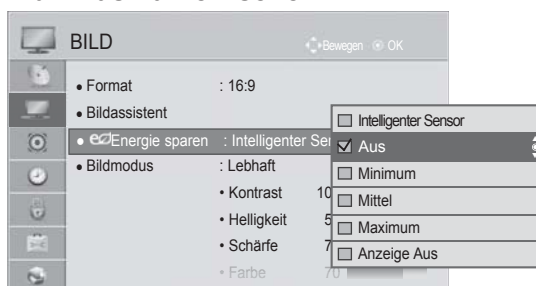 BILD
Bewegen OK
• Format : 16:9
• Bildassistent
• Energie sparen : Intelligenter Sen
• Bildmodus : Lebhaft
• Kontrast 10
• Helligkeit 5
• Schärfe 7
• Farbe 70
Intelligenter Sensor
Aus
Minimum
Mittel
Maximum
Anzeige Aus